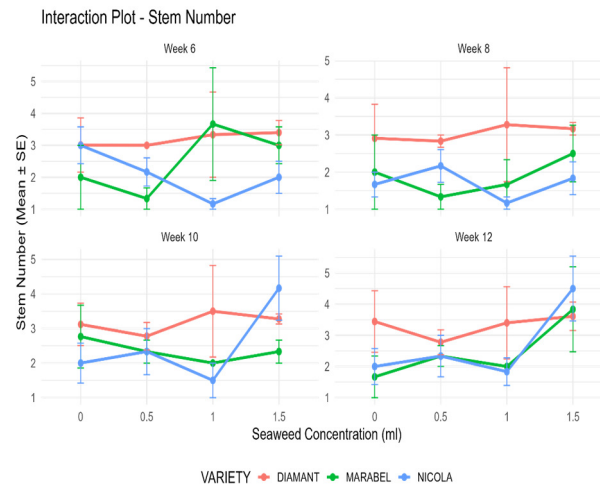 Interaction Plot - Stem Number
Week 6
Week 8
5
4
3
2
1
5
4
3
2
1
Stem Number (Mean ± SE)
Week 10
Week 12
5
4
3
2
1
5
4
3
2
1
0 0.5 1 1.5
0 0.5 1 1.5
Seaweed Concentration (ml)
VARIETY DIAMANT MARABEL NICOLA